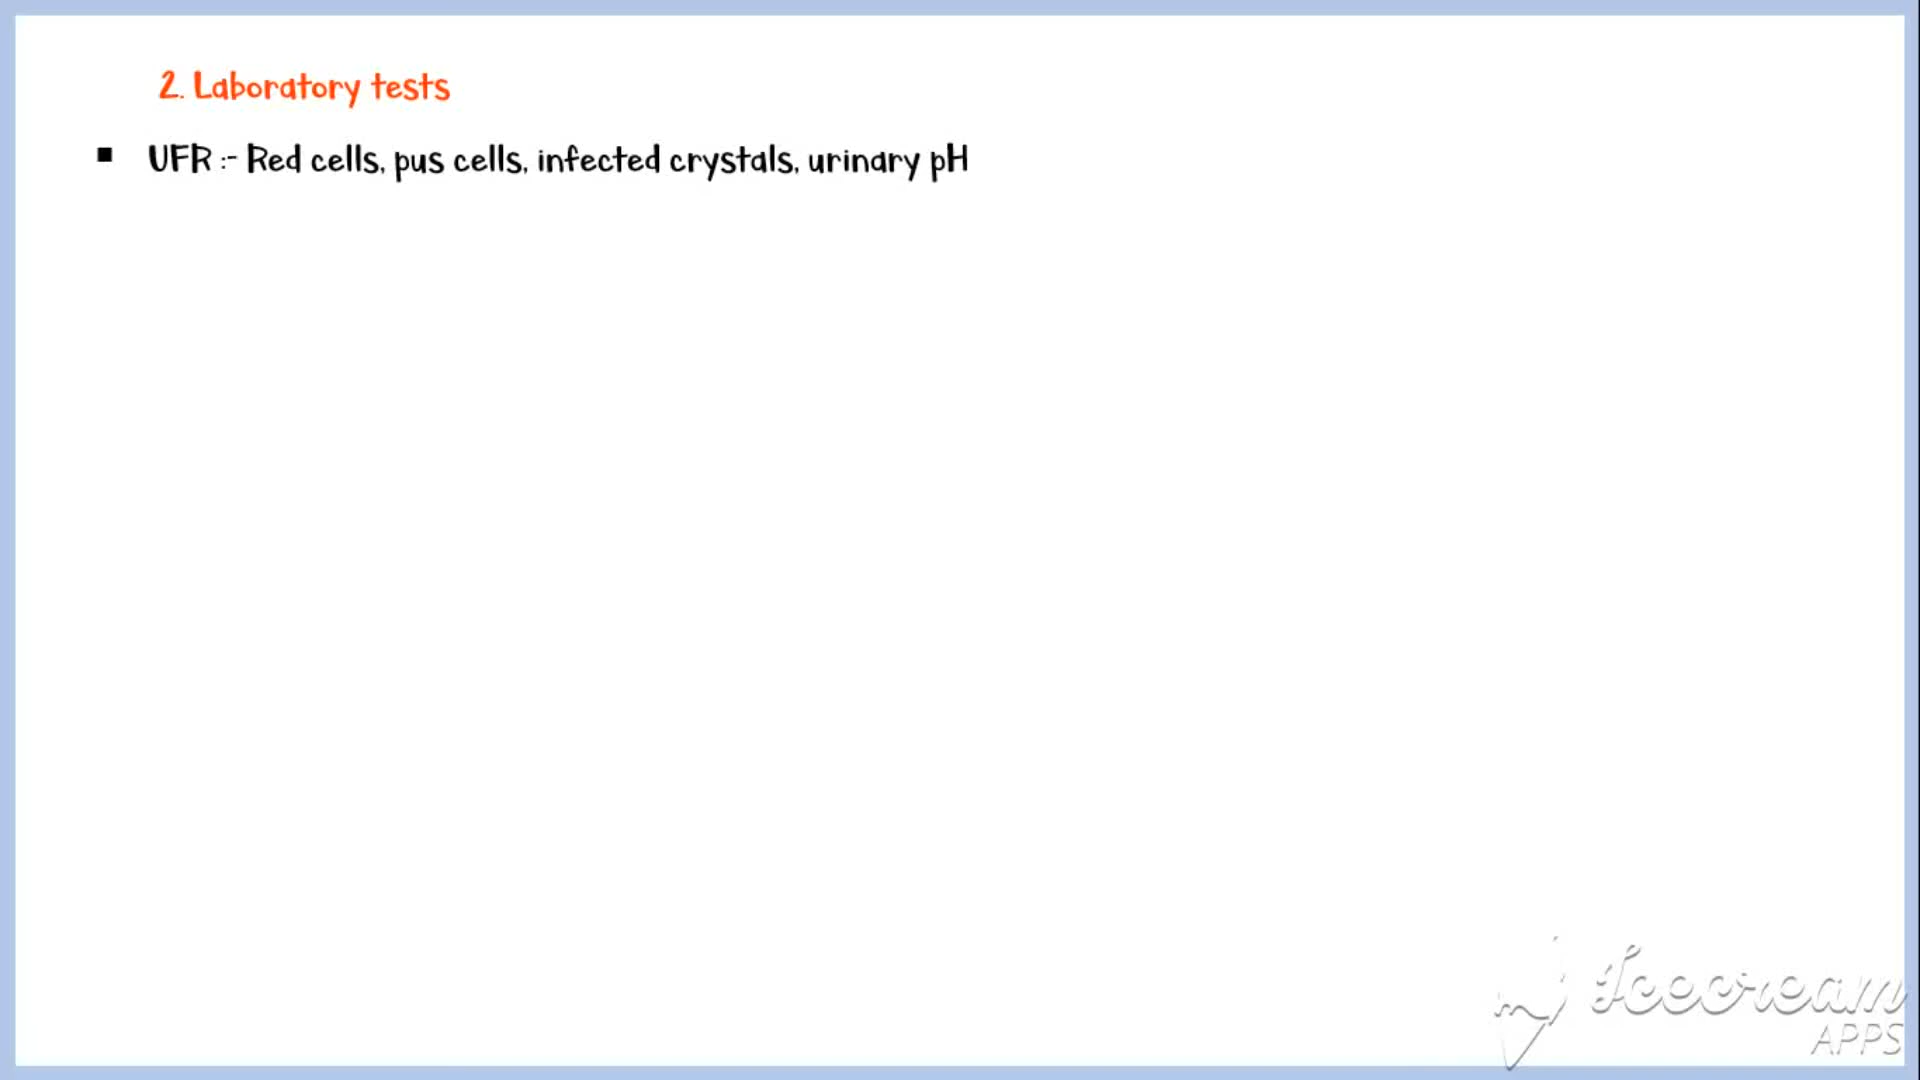 2. Laboratory tests
▪ UFR :- Red cells, pus cells, infected crystals, urinary pH
Icecream
APPS